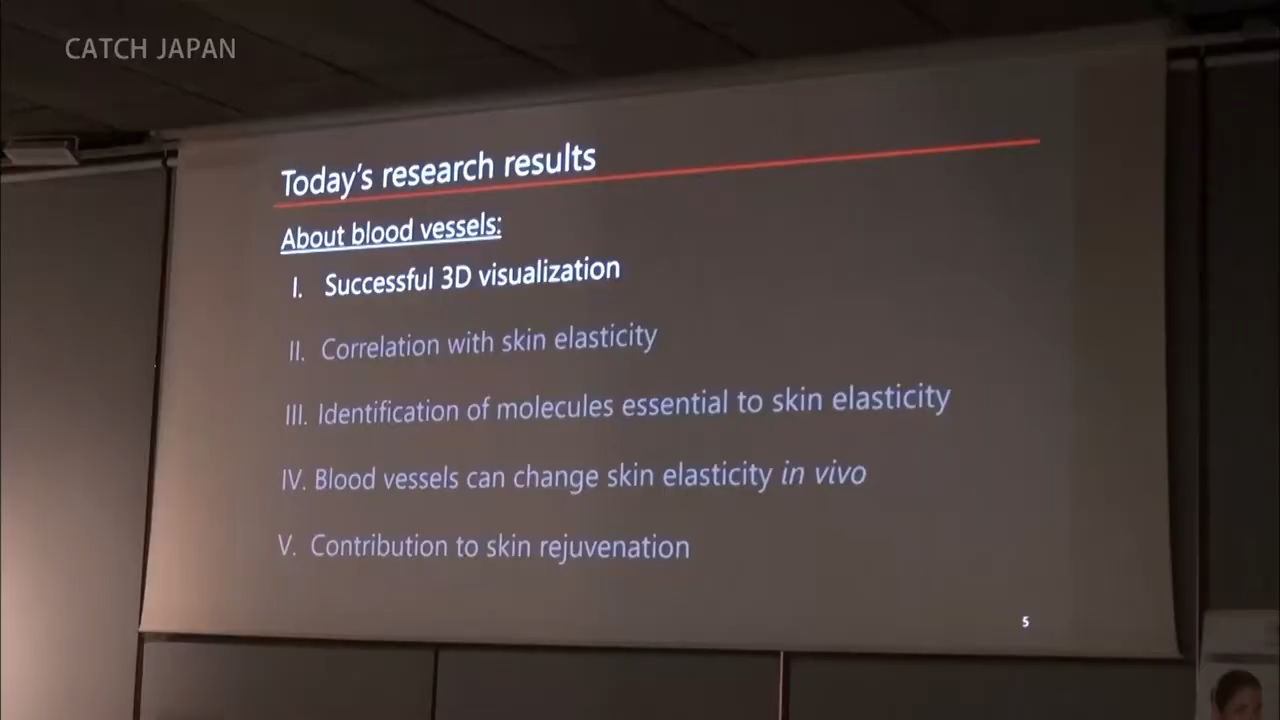 CATCH JAPAN
Today's research results
About blood vessels:
I. Successful 3D visualization
II. Correlation with skin elasticity
III. Identification of molecules essential to skin elasticity
IV. Blood vessels can change skin elasticity in vivo
V. Contribution to skin rejuvenation
5